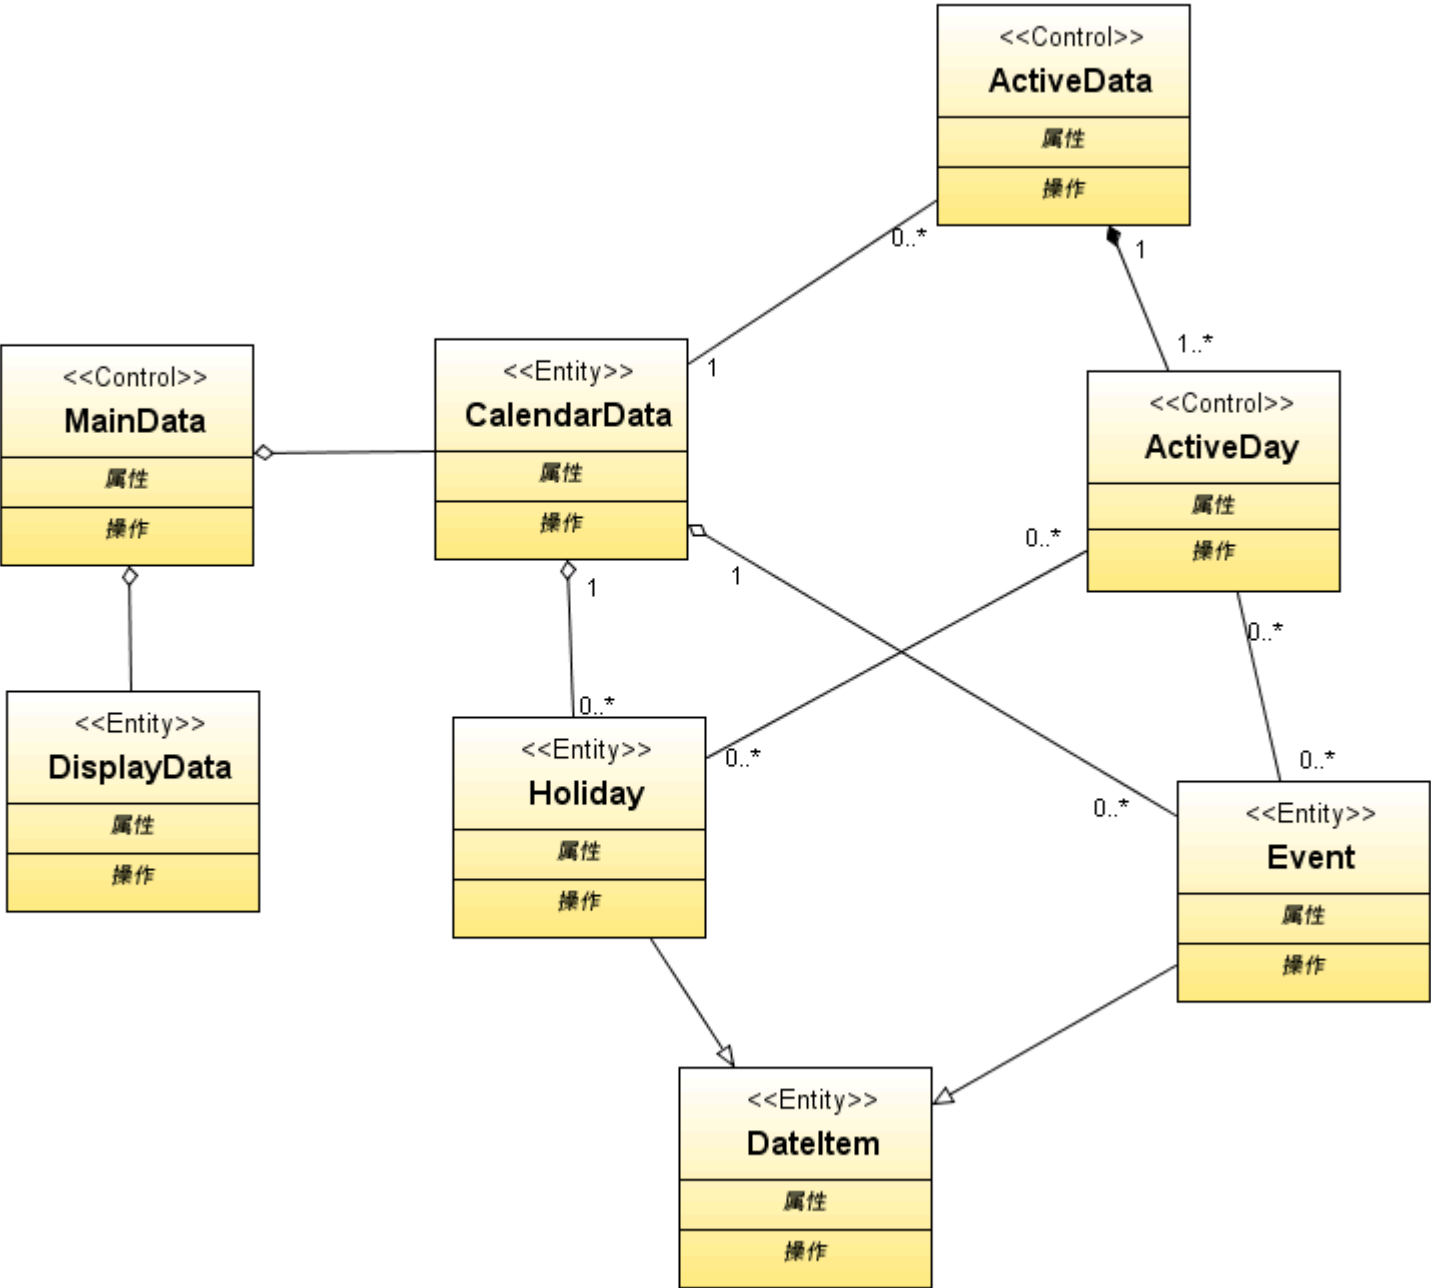 <<Control>>
ActiveData
属性
操作
0..*
1
1
1..*
<<Control>>
MainData
属性
操作
<<Entity>>
CalendarData
属性
操作
<<Control>>
ActiveDay
属性
操作
1
1
0..*
0..*
0..*
0..*
0..*
0..*
<<Entity>>
DisplayData
属性
操作
<<Entity>>
Holiday
属性
操作
<<Entity>>
Event
属性
操作
<<Entity>>
DateItem
属性
操作